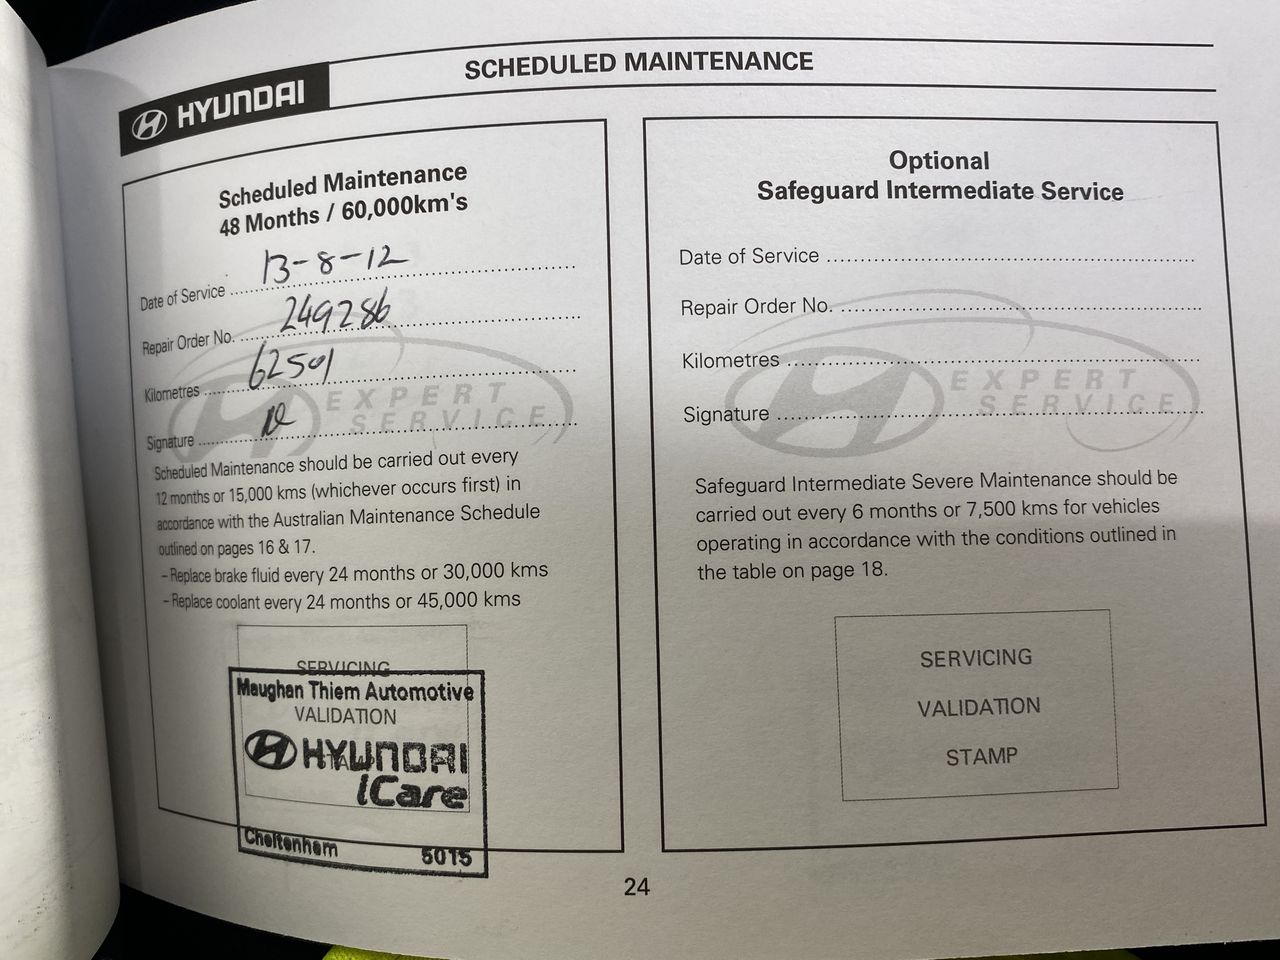 HYUNDAI
SCHEDULED MAINTENANCE
Scheduled Maintenance
48 Months / 60,000km's
Date of Service 13-8-12
Repair Order No. 249286
Kilometres 62501
Signature
EXPERT
SERVICE
Scheduled Maintenance should be carried out every
12 months or 15,000 kms (whichever occurs first) in
accordance with the Australian Maintenance Schedule
outlined on pages 16 & 17.
– Replace brake fluid every 24 months or 30,000 kms
– Replace coolant every 24 months or 45,000 kms
SERVICING
Maughan Thiem Automotive
VALIDATION
HYUNDAI
iCare
Cheltenham 5015
Optional
Safeguard Intermediate Service
Date of Service
Repair Order No.
Kilometres
Signature
EXPERT
SERVICE
Safeguard Intermediate Severe Maintenance should be
carried out every 6 months or 7,500 kms for vehicles
operating in accordance with the conditions outlined in
the table on page 18.
SERVICING
VALIDATION
STAMP
24